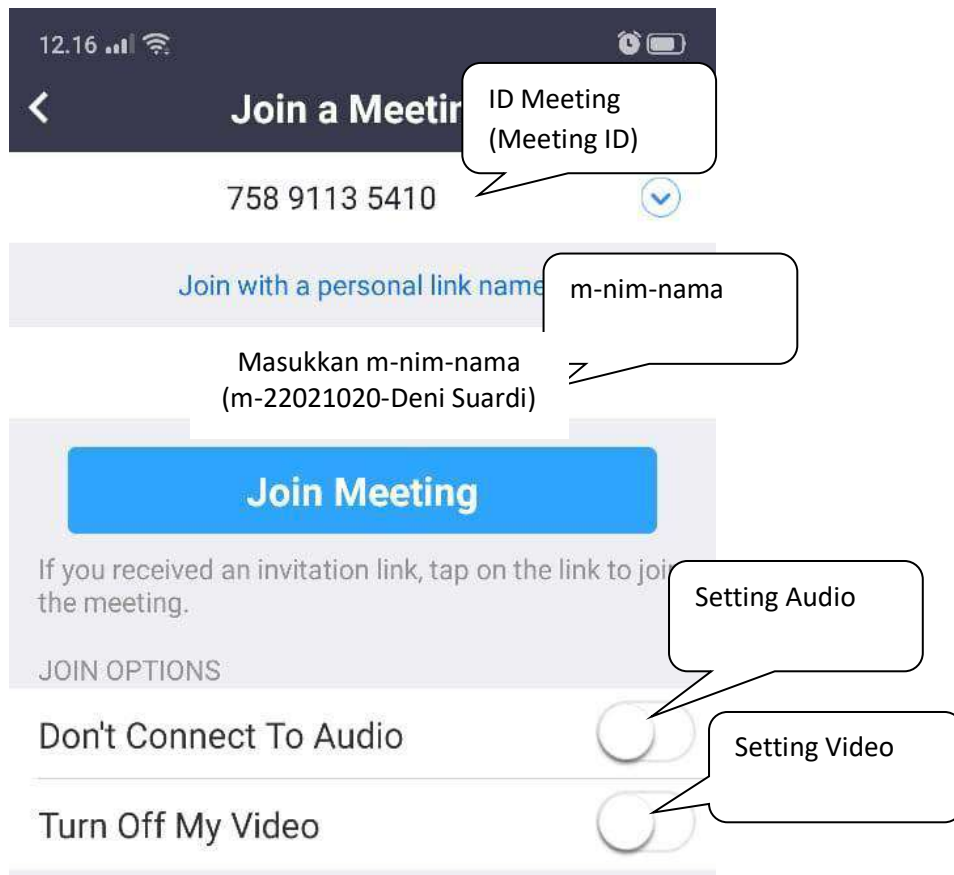 12.16
Join a Meetin
ID Meeting
(Meeting ID)
758 9113 5410
Join with a personal link name
m-nim-nama
Masukkan m-nim-nama
(m-22021020-Deni Suardi)
Join Meeting
If you received an invitation link, tap on the link to join
the meeting.
Setting Audio
JOIN OPTIONS
Don't Connect To Audio
Setting Video
Turn Off My Video